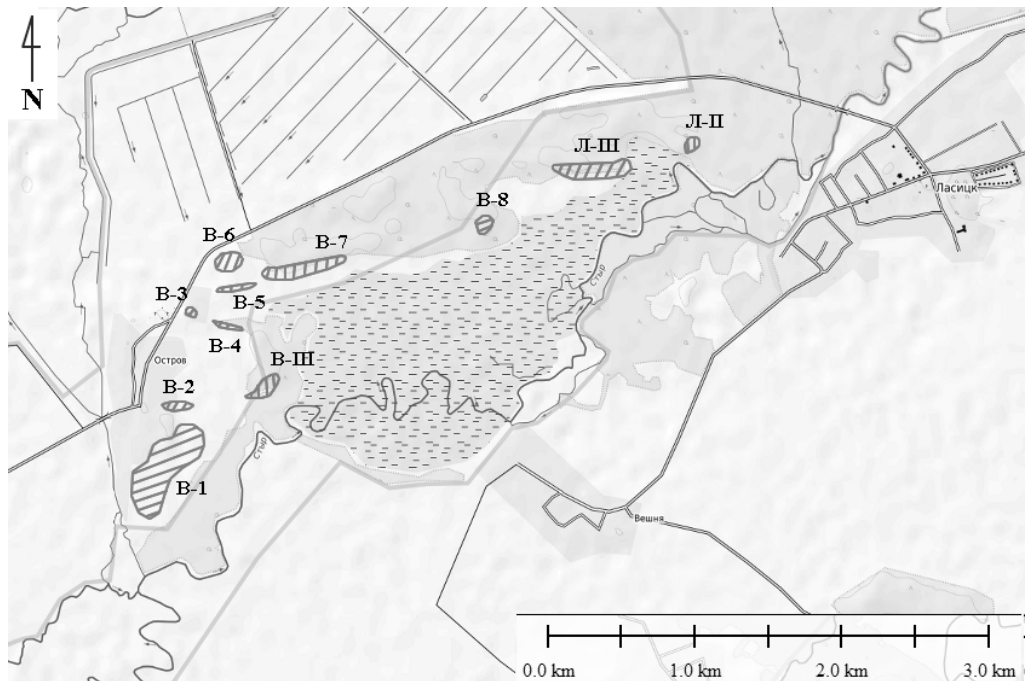 N
Л-II
Л-III
Ласицк
В-8
В-6
В-7
Стыр
В-3
В-5
В-4
Остров
В-III
В-2
Стыр
В-1
Вешня
0.0 km 1.0 km 2.0 km 3.0 km